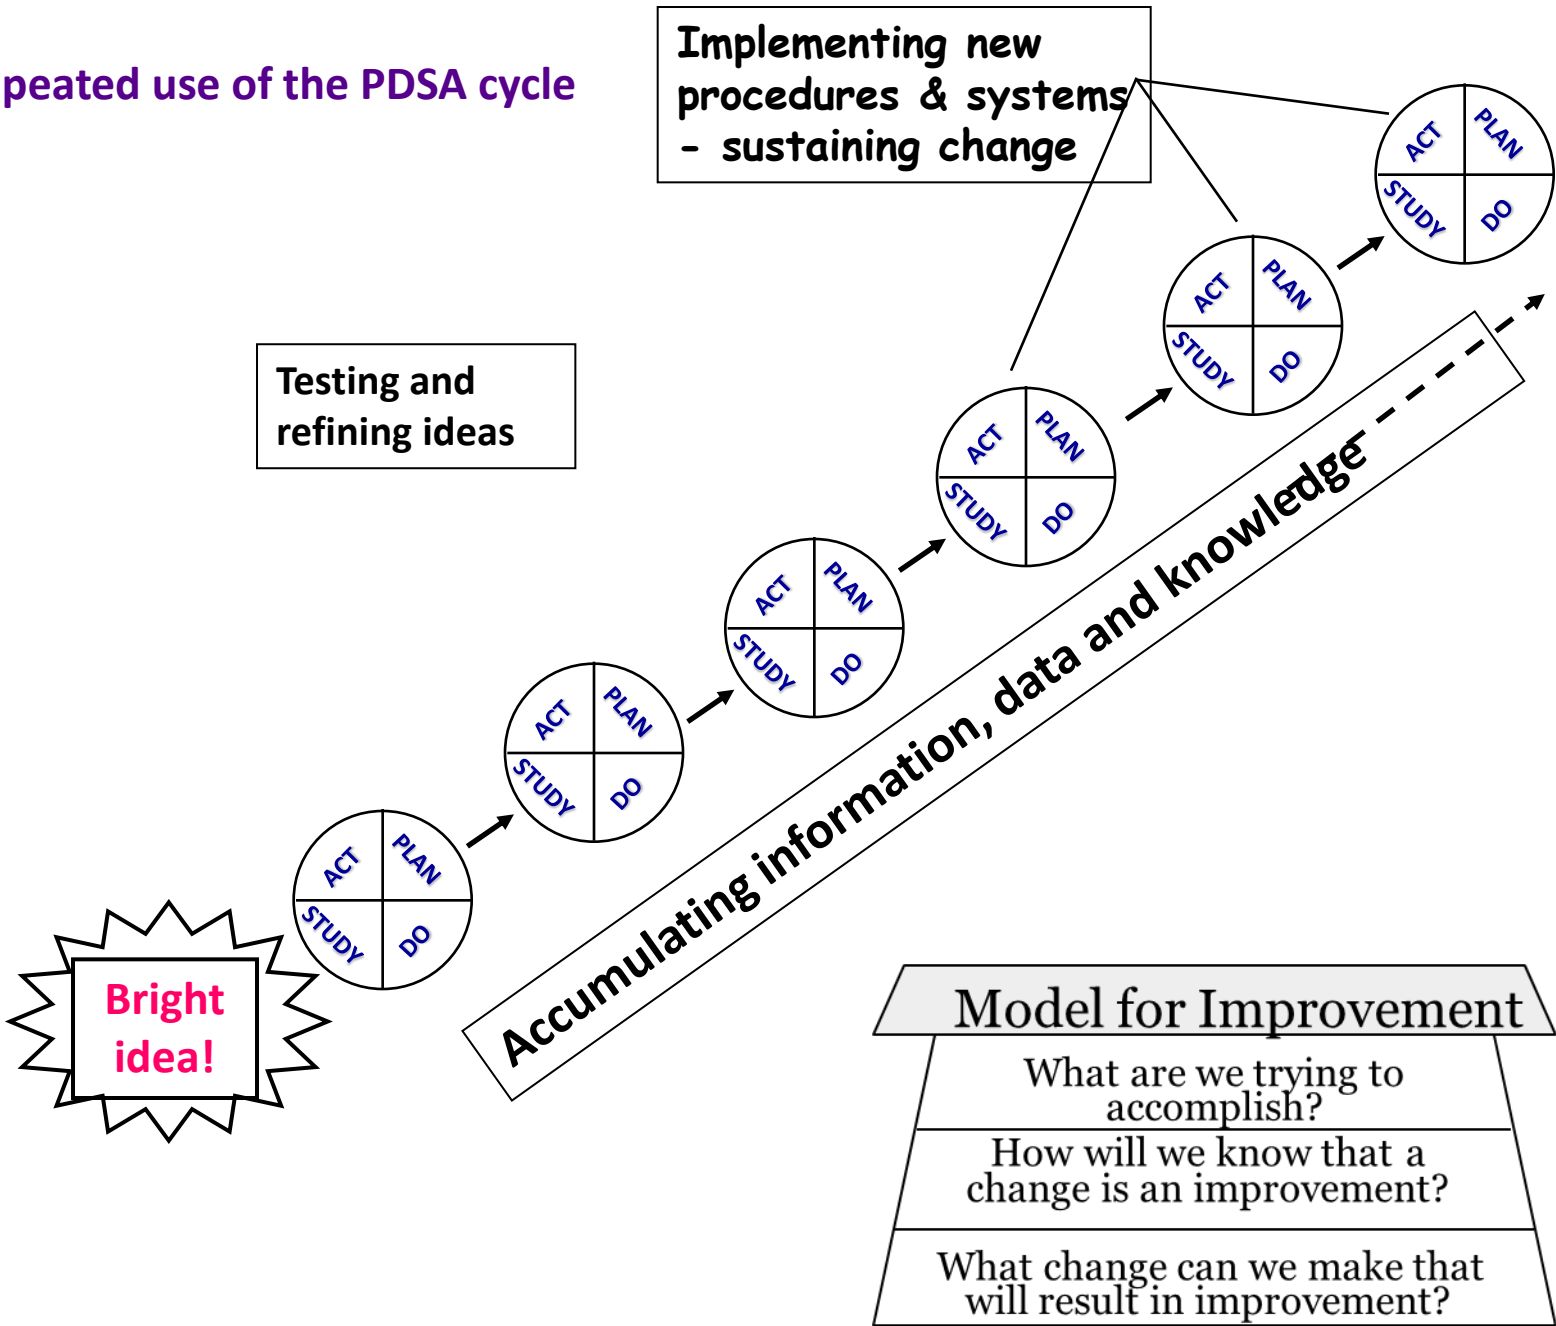 peated use of the PDSA cycle
Implementing new
procedures & systems
- sustaining change
Testing and
refining ideas
ACT
PLAN
STUDY
DO
ACT
PLAN
STUDY
DO
ACT
PLAN
STUDY
DO
ACT
PLAN
STUDY
DO
ACT
PLAN
STUDY
DO
ACT
PLAN
STUDY
DO
Accumulating information, data and knowledge
Bright
idea!
Model for Improvement
What are we trying to
accomplish?
How will we know that a
change is an improvement?
What change can we make that
will result in improvement?